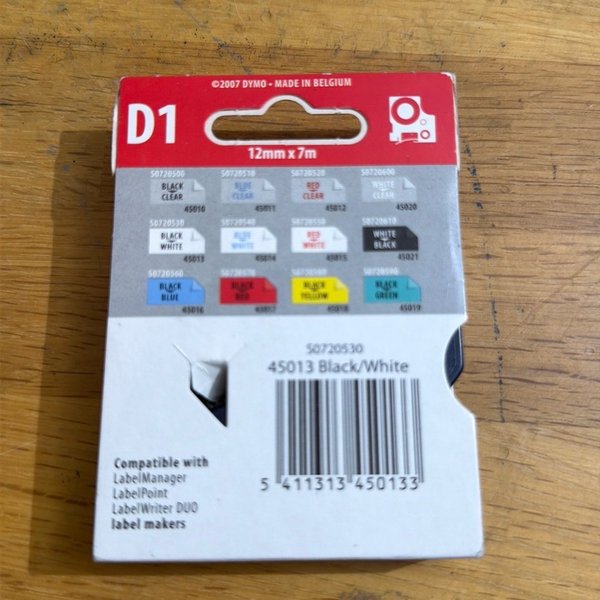 ©2007 DYMO • MADE IN BELGIUM
D1
12mm x 7m
S0720500 S0720510 S0720520 S0720600
BLACK BLUE RED WHITE
CLEAR CLEAR CLEAR CLEAR
45010 45011 45012 45020
S0720530 S0720540 S0720550 S0720610
BLACK BLUE RED WHITE
WHITE WHITE WHITE BLACK
45013 45014 45015 45021
S0720560 S0720570 S0720580 S0720590
BLACK BLACK BLACK BLACK
BLUE RED YELLOW GREEN
45016 45017 45018 45019
S0720530
45013 Black/White
5 411313 450133
Compatible with
LabelManager
LabelPoint
LabelWriter DUO
label makers